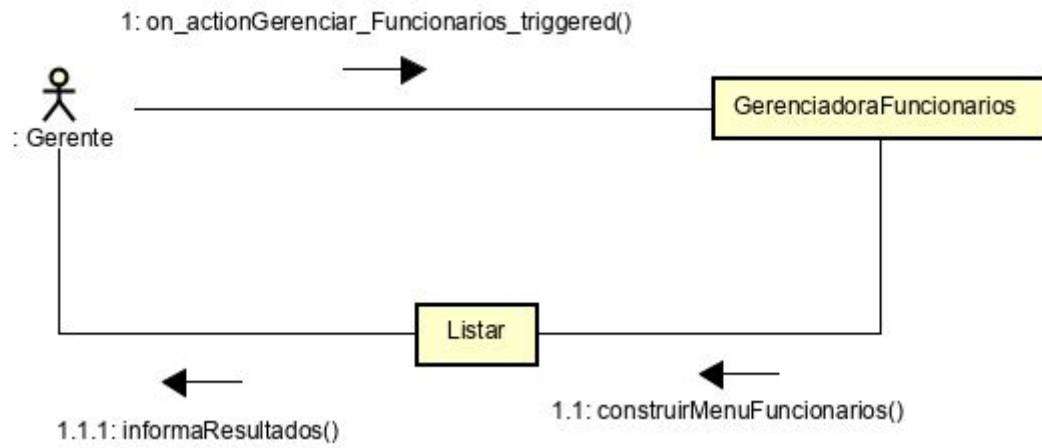 1: on_actionGerenciar_Funcionarios_triggered()
: Gerente
GerenciadoraFuncionarios
Listar
1.1: construirMenuFuncionarios()
1.1.1: informaResultados()